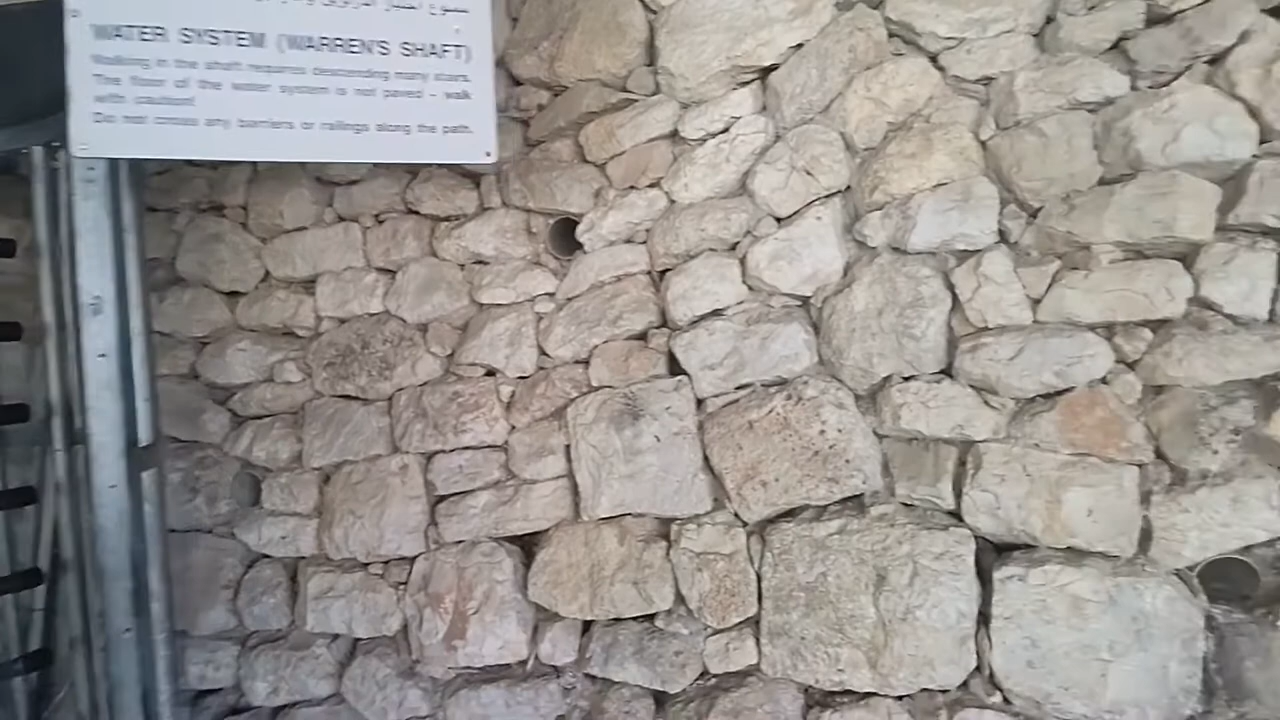 WATER SYSTEM (WARREN'S SHAFT)
Walking in the shaft requires descending many stairs.
The floor of the water system is not paved – walk
with caution!
Do not cross any barriers or railings along the path.